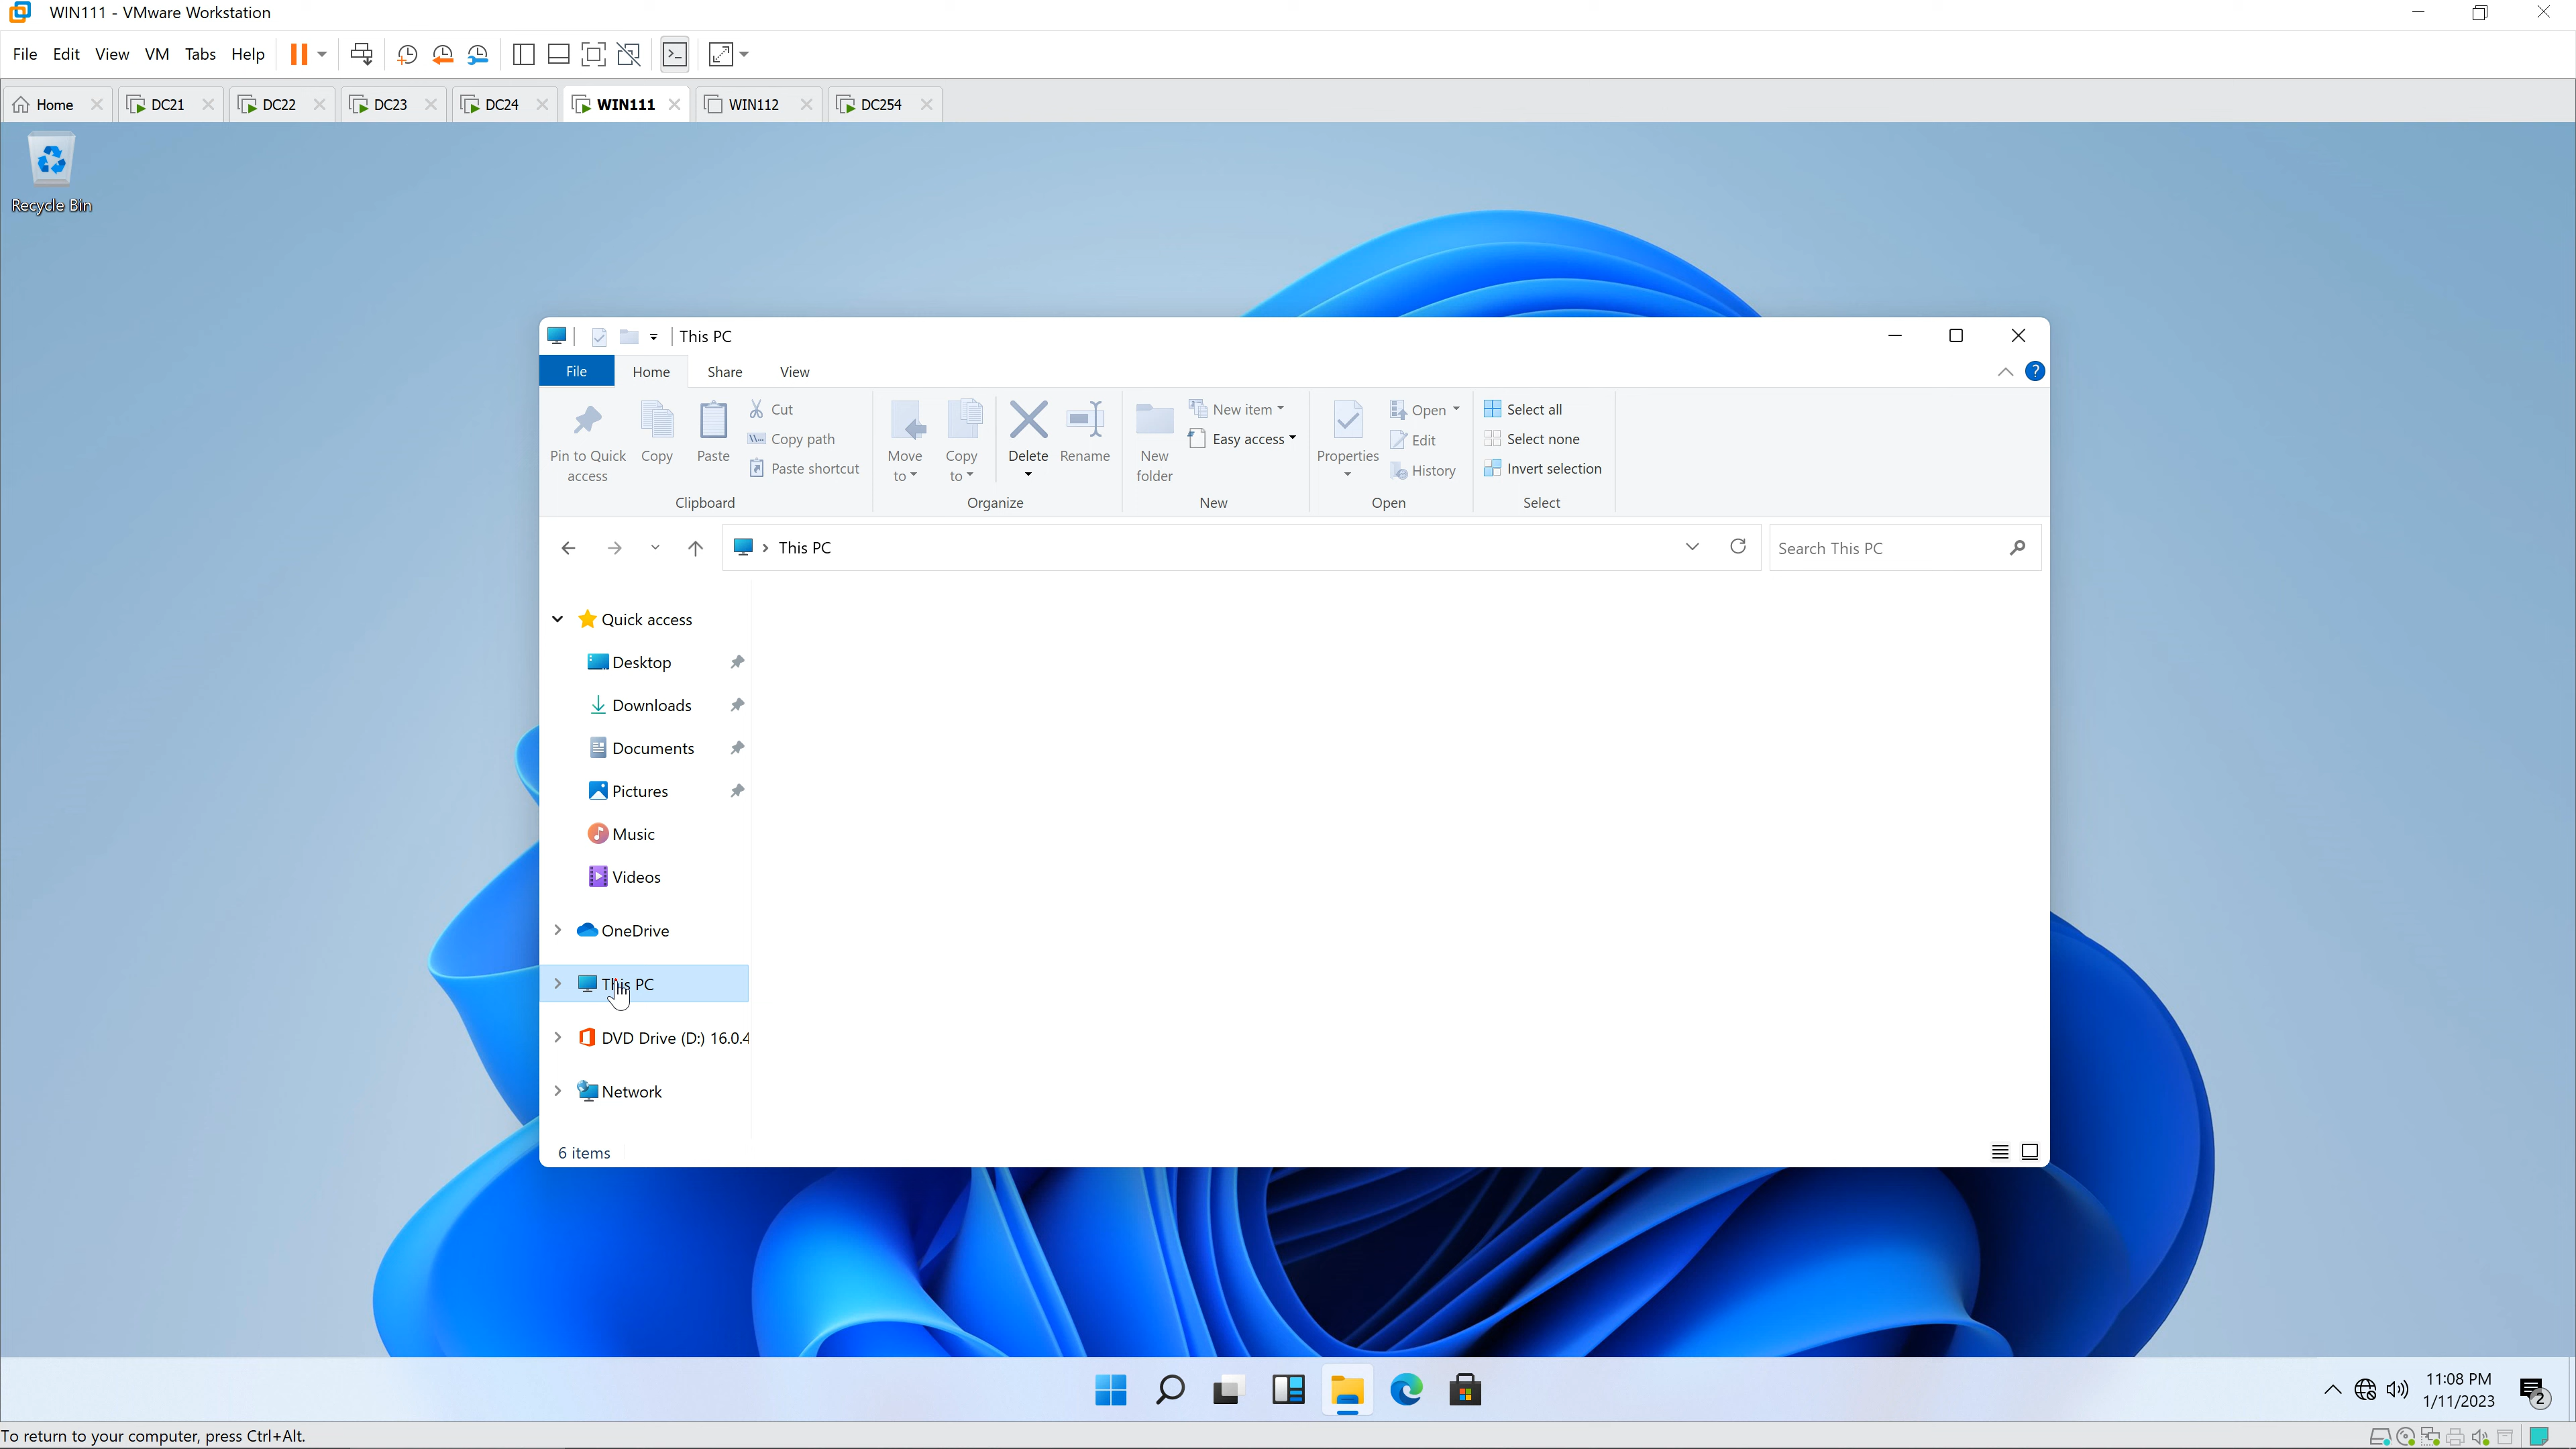 WIN111 - VMware Workstation
File Edit View VM Tabs Help
Home DC21 DC22 DC23 DC24 WIN111 WIN112 DC254
Recycle Bin
This PC
File Home Share View
Pin to Quick access
Copy
Paste
Cut
Copy path
Paste shortcut
Clipboard
Move to
Copy to
Delete
Rename
Organize
New folder
New item
Easy access
New
Properties
Open
Edit
History
Open
Select all
Select none
Invert selection
Select
This PC
Search This PC
Quick access
Desktop
Downloads
Documents
Pictures
Music
Videos
OneDrive
This PC
DVD Drive (D:) 16.0.4
Network
6 items
11:08 PM
1/11/2023
2
To return to your computer, press Ctrl+Alt.